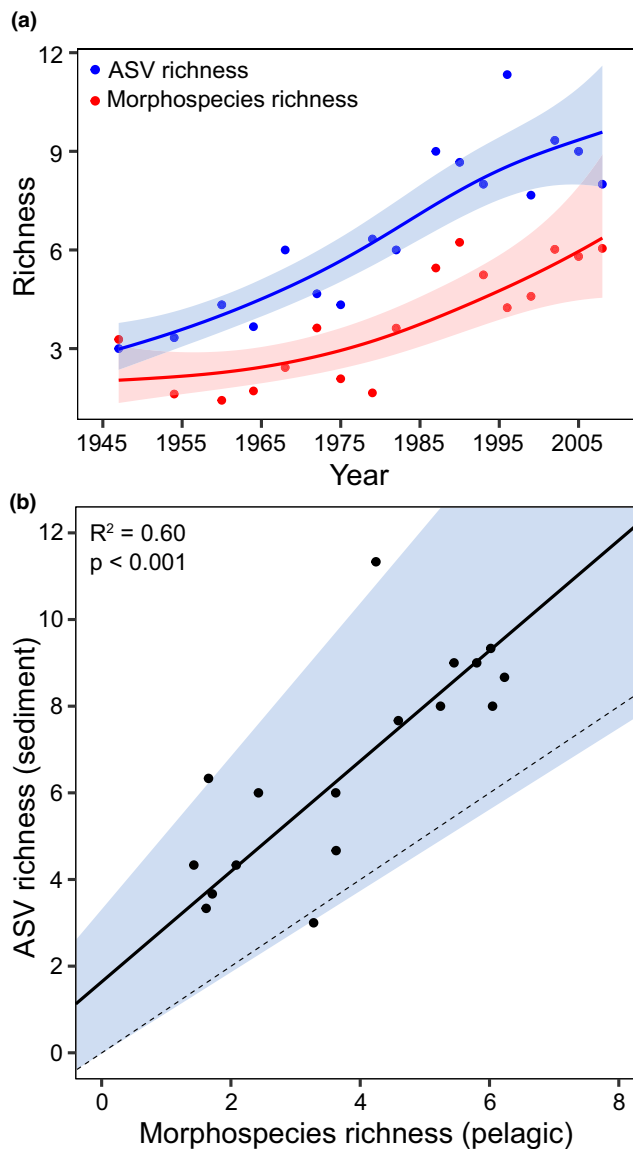 (a)
12
9
6
3
Richness
ASV richness
Morphospecies richness
1945 1955 1965 1975 1985 1995 2005
Year
(b)
R² = 0.60
p < 0.001
12
10
8
6
4
2
0
ASV richness (sediment)
0 2 4 6 8
Morphospecies richness (pelagic)